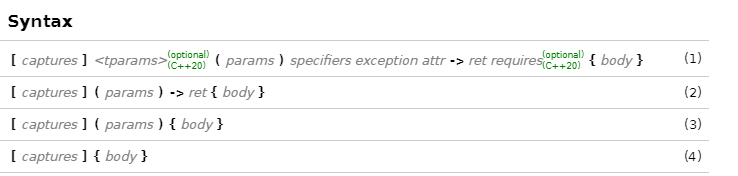 Syntax
[ captures ] <tparams>(optional)(C++20) ( params ) specifiers exception attr -> ret requires(optional)(C++20) { body } (1)
[ captures ] ( params ) -> ret { body } (2)
[ captures ] ( params ) { body } (3)
[ captures ] { body } (4)